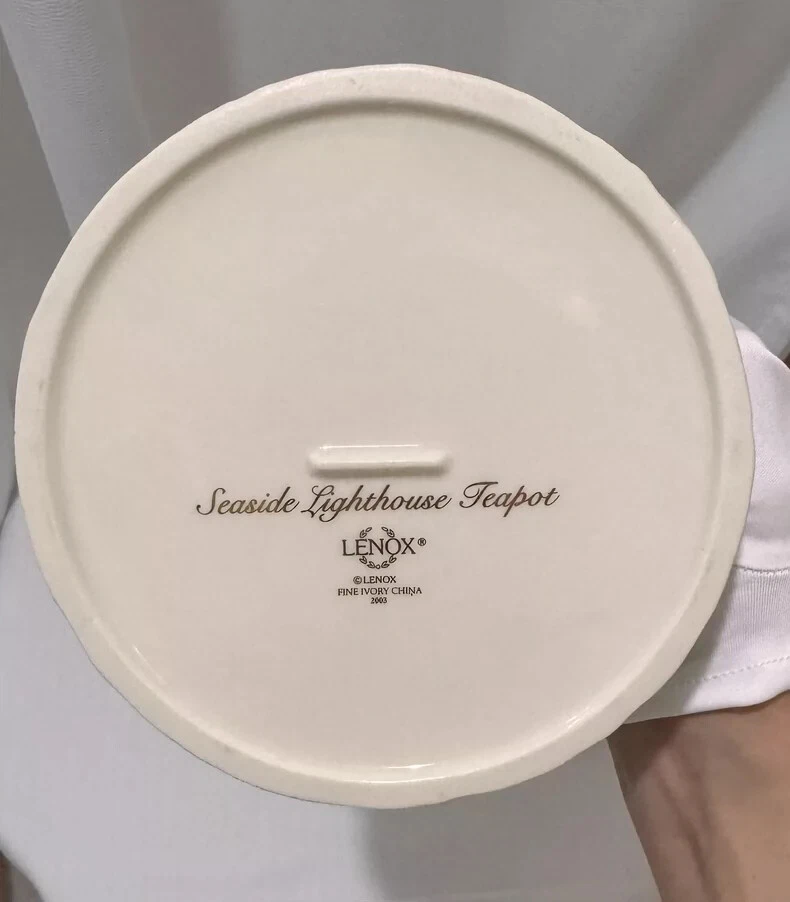 Seaside Lighthouse Teapot
LENOX®
©LENOX
FINE IVORY CHINA
2003